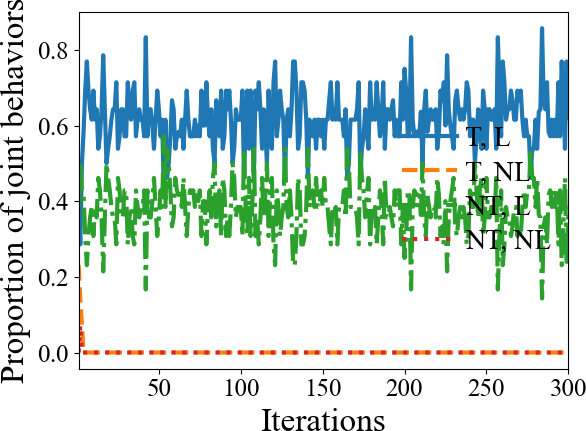 Proportion of joint behaviors
0.8
0.6
0.4
0.2
0.0
T, L
T, NL
NT, L
NT, NL
50
100
150
200
250
300
Iterations